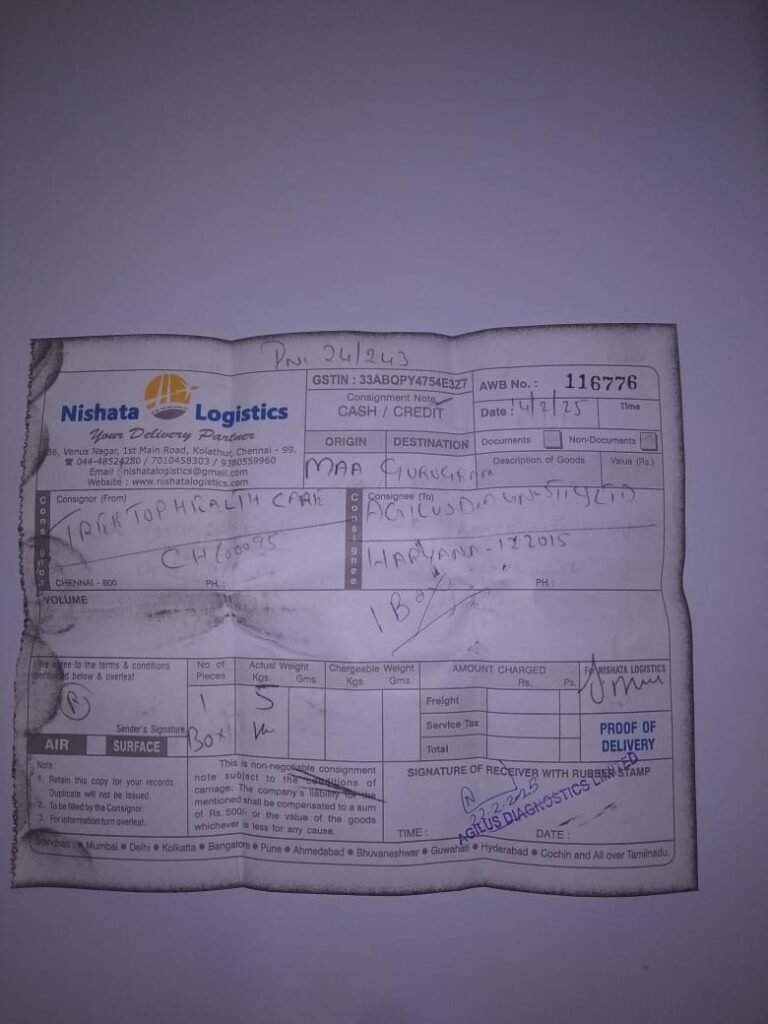 24/243
Nishata Logistics
Your Delivery Partner
36, Venus Nagar, 1st Main Road, Kolathur, Chennai - 99.
☎ 044-48524280 / 7010458303 / 9380559960
Email : nishatalogistics@gmail.com
Website : www.nishatalogistics.com
GSTIN : 33ABQPY4754E3Z7
Consignment Note
CASH / CREDIT
AWB No. : 116776
Date : 14/2/25 Time
ORIGIN DESTINATION
Documents Non-Documents
MAA GURUGRAM
Description of Goods Value (Rs.)
Consignor
Consignor (From)
TREE TOP HEALTH CARE
CH 600095
CHENNAI - 600 PH. :
Consignee
Consignee (To)
AGILUS
HARYANA - 122015
PH. :
VOLUME
1 Box
We agree to the terms & conditions
mentioned below & overleaf
R
Sender's Signature
AIR SURFACE
No. of Pieces
1
Box
Actual Weight
Kgs. Gms.
5
Chargeable Weight
Kgs. Gms.
AMOUNT CHARGED
Rs. Ps.
Freight
Service Tax
Total
For NISHATA LOGISTICS
PROOF OF
DELIVERY
Note:
1. Retain this copy for your records.
Duplicate will not be issued.
2. To be filled by the Consignor.
3. For information turn overleaf.
This is non-negotiable consignment
note subject to the conditions of
carriage. The company's liability for the
mentioned shall be compensated to a sum
of Rs. 500/- or the value of the goods
whichever is less for any cause.
SIGNATURE OF RECEIVER WITH RUBBER STAMP
22.2.2025
AGILUS DIAGNOSTICS LIMITED
TIME : DATE :
Branches : Mumbai ● Delhi ● Kolkatta ● Bangalore ● Pune ● Ahmedabad ● Bhuvaneshwar ● Guwahati ● Hyderabad ● Cochin and All over Tamilnadu.